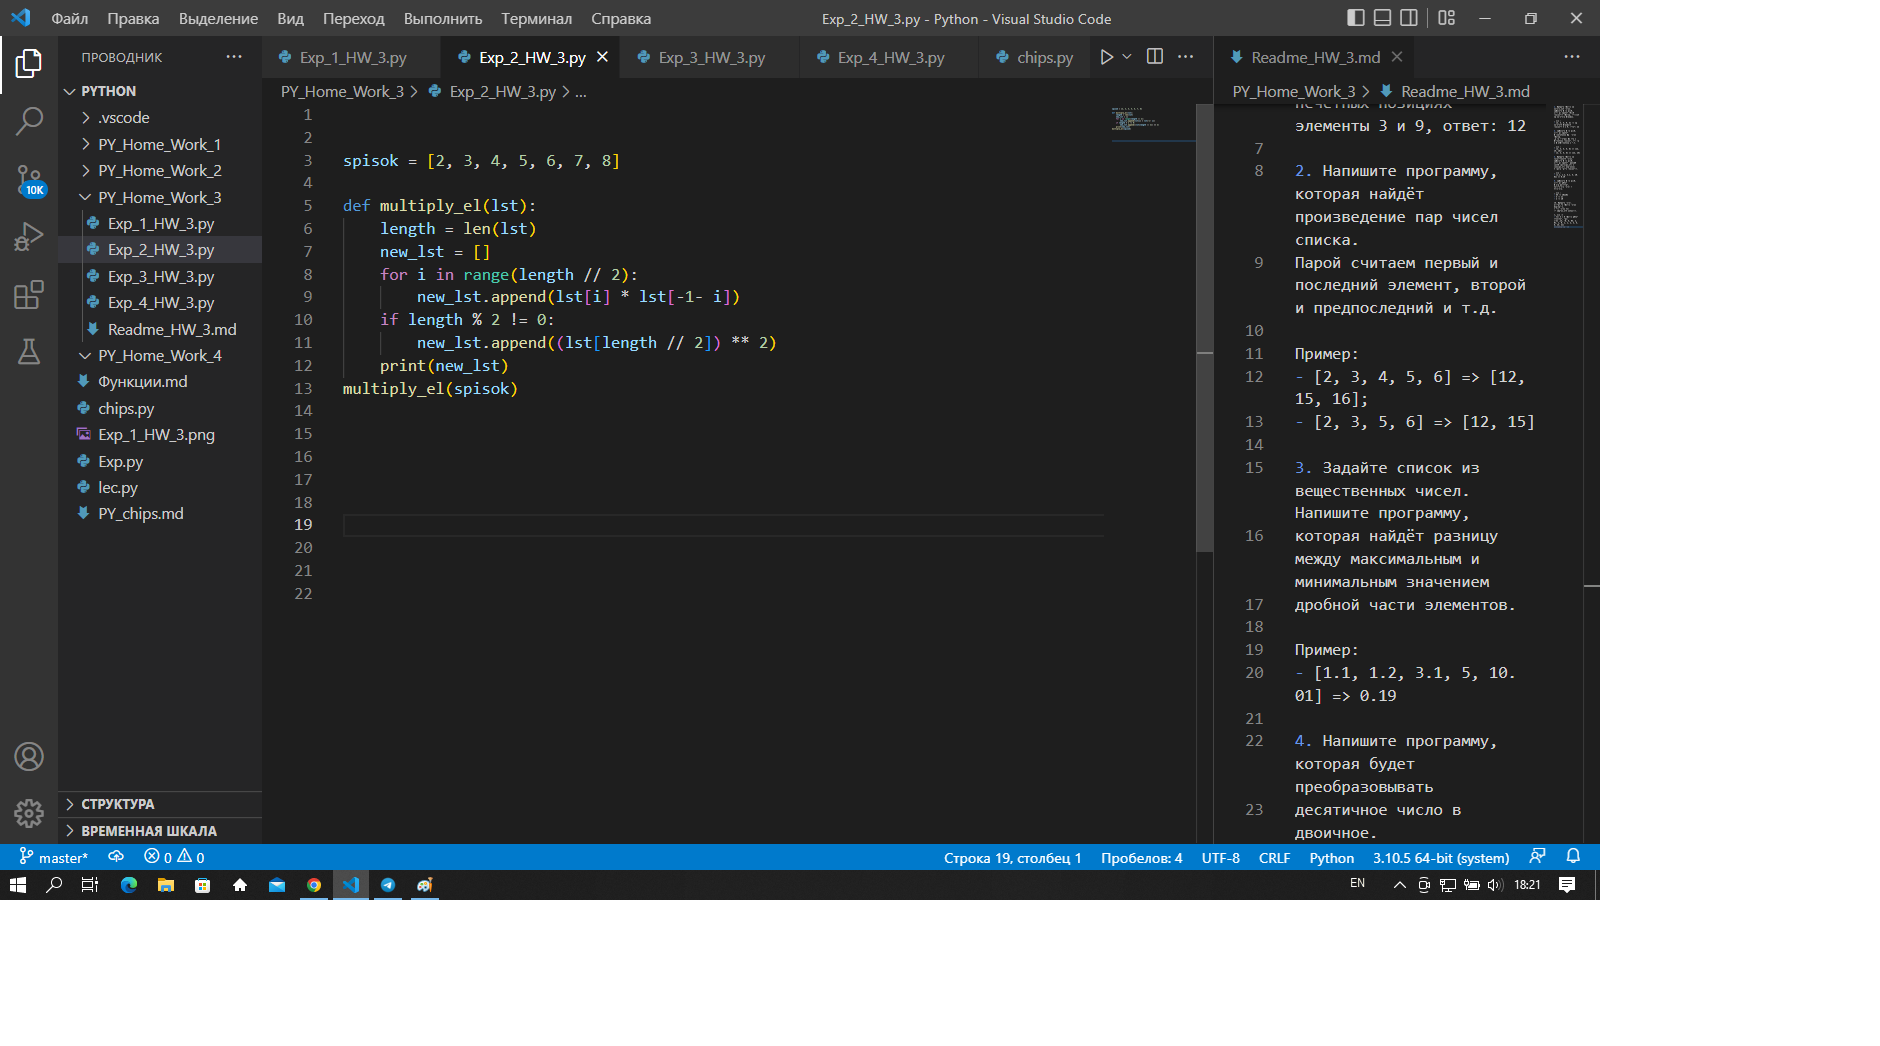 Файл Правка Выделение Вид Переход Выполнить Терминал Справка
Exp_2_HW_3.py - Python - Visual Studio Code
ПРОВОДНИК
PYTHON
.vscode
PY_Home_Work_1
PY_Home_Work_2
PY_Home_Work_3
Exp_1_HW_3.py
Exp_2_HW_3.py
Exp_3_HW_3.py
Exp_4_HW_3.py
Readme_HW_3.md
PY_Home_Work_4
Функции.md
chips.py
Exp_1_HW_3.png
Exp.py
lec.py
PY_chips.md
СТРУКТУРА
ВРЕМЕННАЯ ШКАЛА
10K
Exp_1_HW_3.py Exp_2_HW_3.py Exp_3_HW_3.py Exp_4_HW_3.py chips.py
PY_Home_Work_3 > Exp_2_HW_3.py > ...
1
2
3 spisok = [2, 3, 4, 5, 6, 7, 8]
4
5 def multiply_el(lst):
6 length = len(lst)
7 new_lst = []
8 for i in range(length // 2):
9 new_lst.append(lst[i] * lst[-1- i])
10 if length % 2 != 0:
11 new_lst.append((lst[length // 2]) ** 2)
12 print(new_lst)
13 multiply_el(spisok)
14
15
16
17
18
19
20
21
22
Readme_HW_3.md
PY_Home_Work_3 > Readme_HW_3.md
нечётных позициях
элементы 3 и 9, ответ: 12
7
8 2. Напишите программу,
которая найдёт
произведение пар чисел
списка.
9 Парой считаем первый и
последний элемент, второй
и предпоследний и т.д.
10
11 Пример:
12 - [2, 3, 4, 5, 6] => [12,
15, 16];
13 - [2, 3, 5, 6] => [12, 15]
14
15 3. Задайте список из
вещественных чисел.
Напишите программу,
16 которая найдёт разницу
между максимальным и
минимальным значением
17 дробной части элементов.
18
19 Пример:
20 - [1.1, 1.2, 3.1, 5, 10.
01] => 0.19
21
22 4. Напишите программу,
которая будет
преобразовывать
23 десятичное число в
двоичное.
master* 0 0 Строка 19, столбец 1 Пробелов: 4 UTF-8 CRLF Python 3.10.5 64-bit (system)
EN 18:21